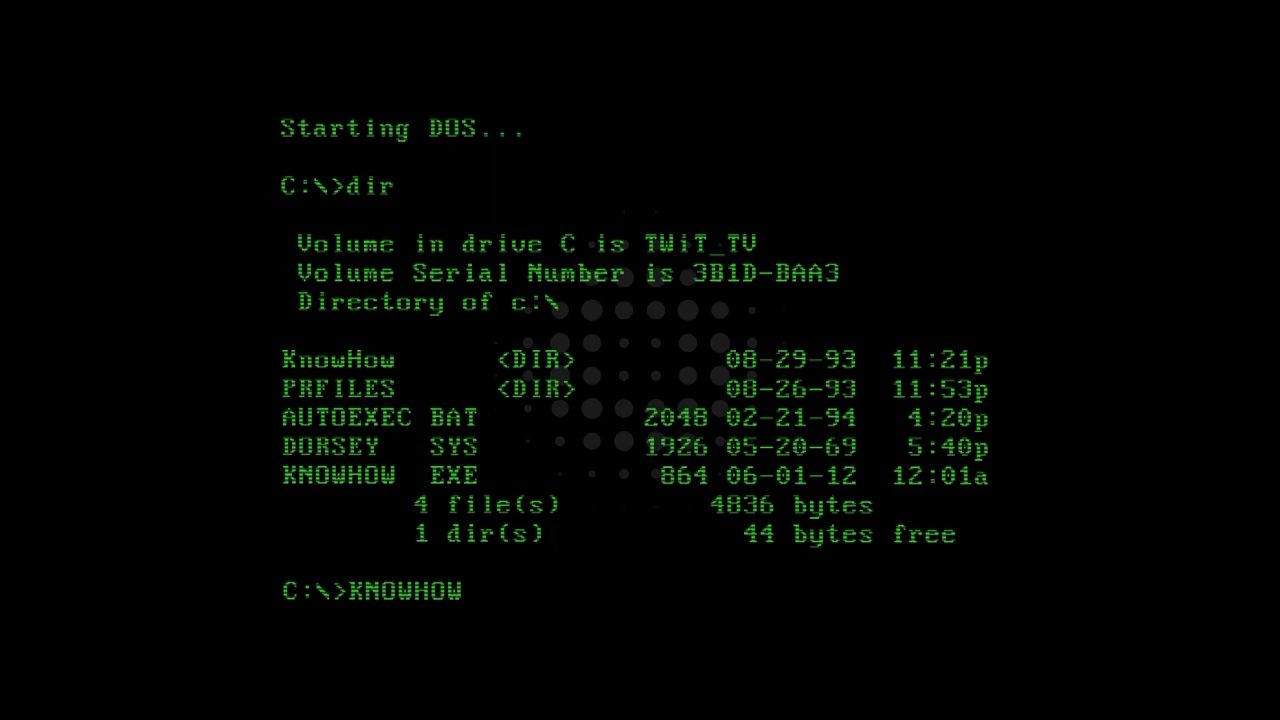 Starting DOS...
C:\>dir
Volume in drive C is TWiT_TV
Volume Serial Number is 3B1D-BAA3
Directory of c:\
KnowHow <DIR> 08-29-93 11:21p
PRFILES <DIR> 08-26-93 11:53p
AUTOEXEC BAT 2048 02-21-94 4:20p
DORSEY SYS 1926 05-20-69 5:40p
KNOWHOW EXE 864 06-01-12 12:01a
4 file(s) 4836 bytes
1 dir(s) 44 bytes free
C:\>KNOWHOW